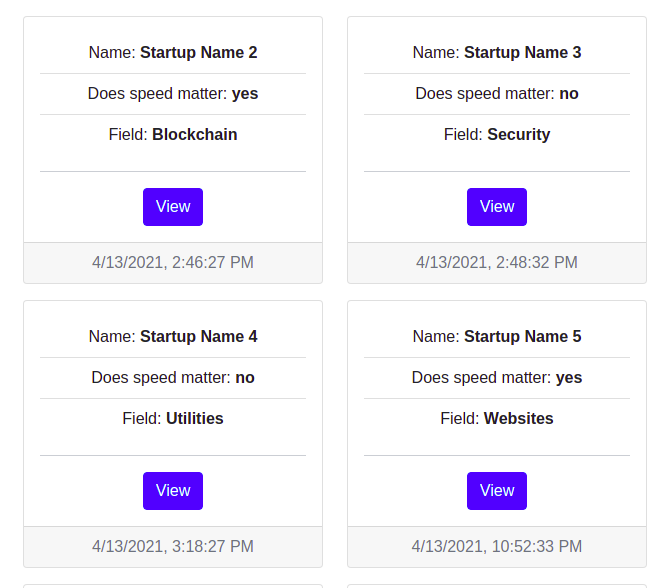 Name: Startup Name 2
Does speed matter: yes
Field: Blockchain
View
4/13/2021, 2:46:27 PM
Name: Startup Name 3
Does speed matter: no
Field: Security
View
4/13/2021, 2:48:32 PM
Name: Startup Name 4
Does speed matter: no
Field: Utilities
View
4/13/2021, 3:18:27 PM
Name: Startup Name 5
Does speed matter: yes
Field: Websites
View
4/13/2021, 10:52:33 PM